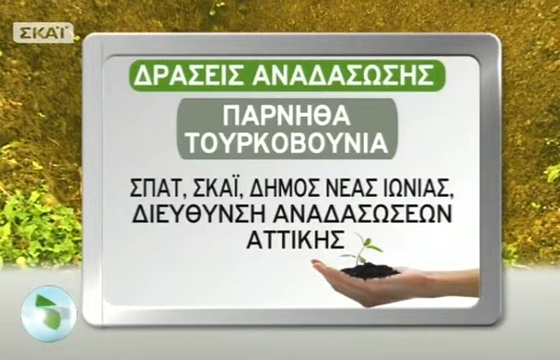 ΣΚΑΪ
ΔΡΑΣΕΙΣ ΑΝΑΔΑΣΩΣΗΣ
ΠΑΡΝΗΘΑ
ΤΟΥΡΚΟΒΟΥΝΙΑ
ΣΠΑΤ, ΣΚΑΪ, ΔΗΜΟΣ ΝΕΑΣ ΙΩΝΙΑΣ,
ΔΙΕΥΘΥΝΣΗ ΑΝΑΔΑΣΩΣΕΩΝ
ΑΤΤΙΚΗΣ